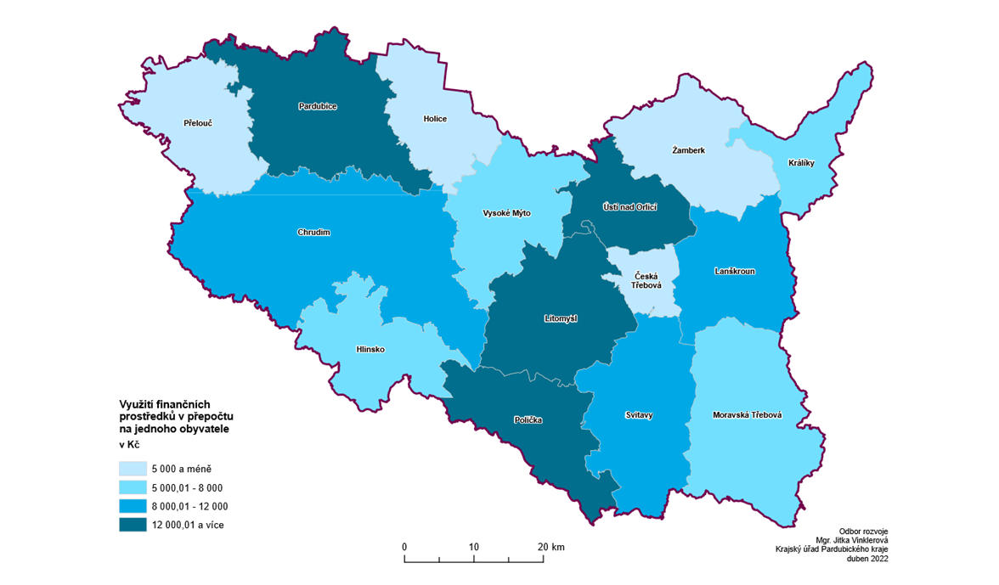 Pardubice
Holice
Přelouč
Žamberk
Králíky
Ústí nad Orlicí
Vysoké Mýto
Chrudim
Lanškroun
Česká
Třebová
Litomyšl
Hlinsko
Svitavy
Moravská Třebová
Polička
Využití finančních
prostředků v přepočtu
na jednoho obyvatele
v Kč
5 000 a méně
5 000,01 - 8 000
8 000,01 - 12 000
12 000,01 a více
0 10 20 km
Odbor rozvoje
Mgr. Jitka Vinklerová
Krajský úřad Pardubického kraje
duben 2022